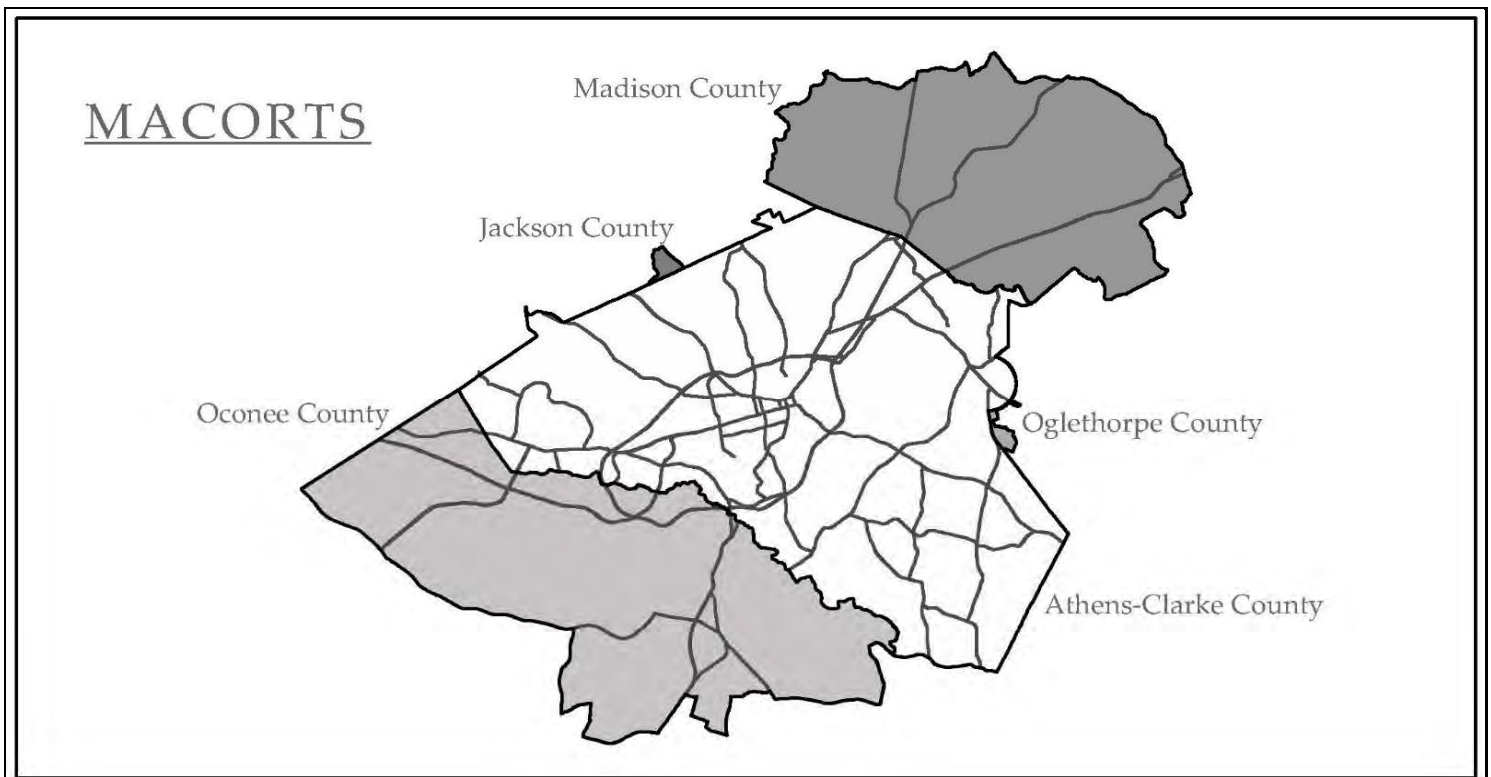 MACORTS
Madison County
Jackson County
Oconee County
Oglethorpe County
Athens-Clarke County